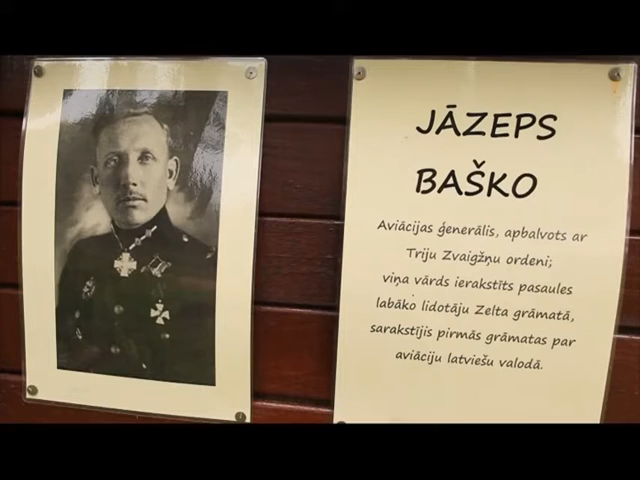 JĀZEPS
BAŠKO
Aviācijas ģenerālis, apbalvots ar
Triju Zvaigžņu ordeni;
viņa vārds ierakstīts pasaules
labāko lidotāju Zelta grāmatā,
sarakstījis pirmās grāmatas par
aviāciju latviešu valodā.